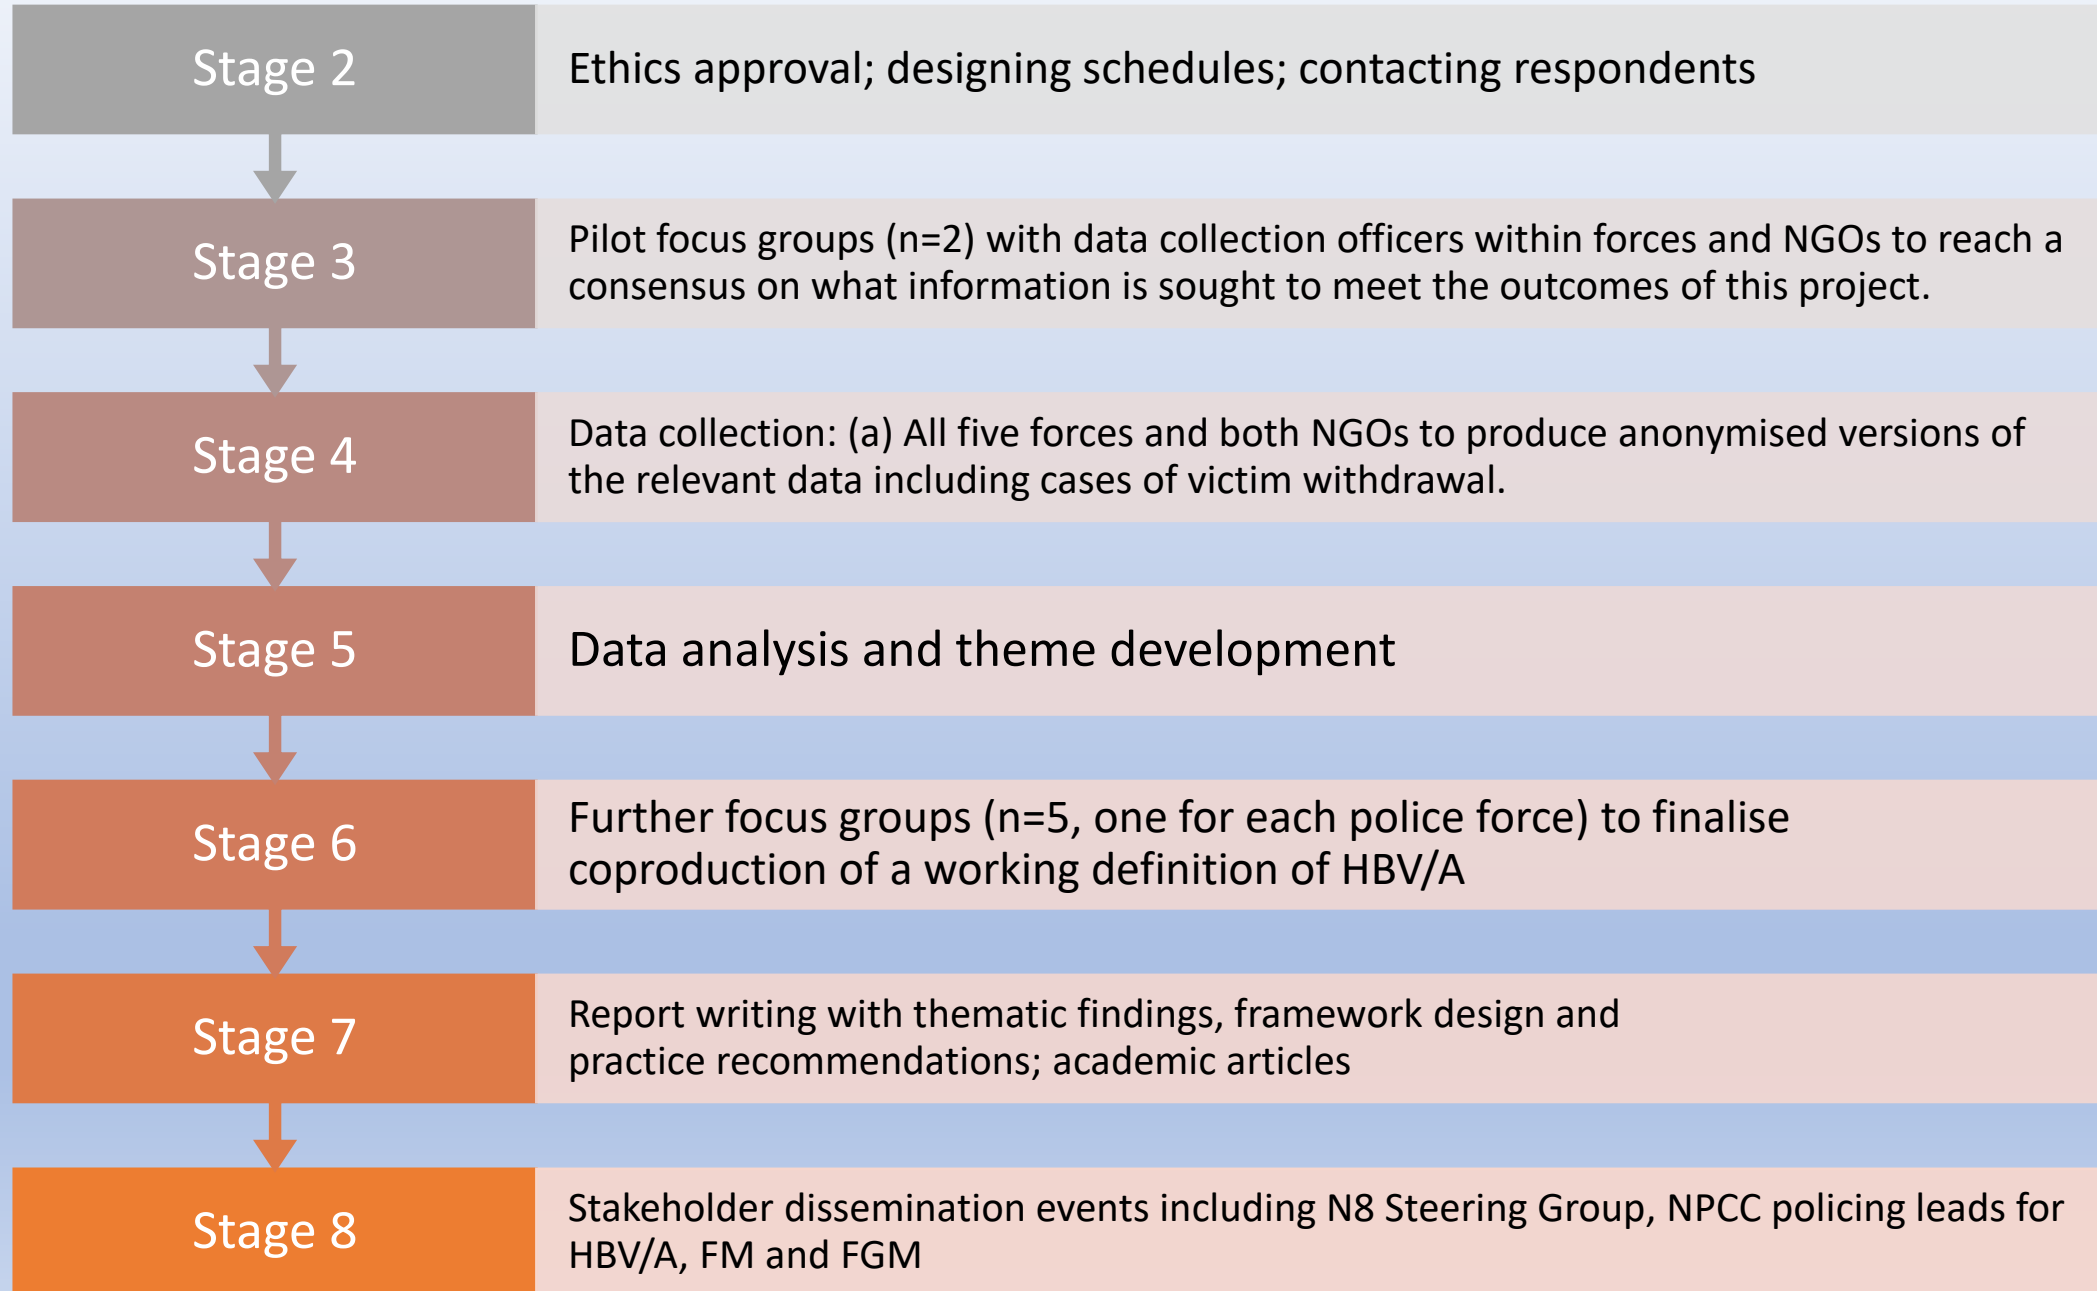 Stage 2
Ethics approval; designing schedules; contacting respondents
Stage 3
Pilot focus groups (n=2) with data collection officers within forces and NGOs to reach a
consensus on what information is sought to meet the outcomes of this project.
Stage 4
Data collection: (a) All five forces and both NGOs to produce anonymised versions of
the relevant data including cases of victim withdrawal.
Stage 5
Data analysis and theme development
Stage 6
Further focus groups (n=5, one for each police force) to finalise
coproduction of a working definition of HBV/A
Stage 7
Report writing with thematic findings, framework design and
practice recommendations; academic articles
Stage 8
Stakeholder dissemination events including N8 Steering Group, NPCC policing leads for
HBV/A, FM and FGM